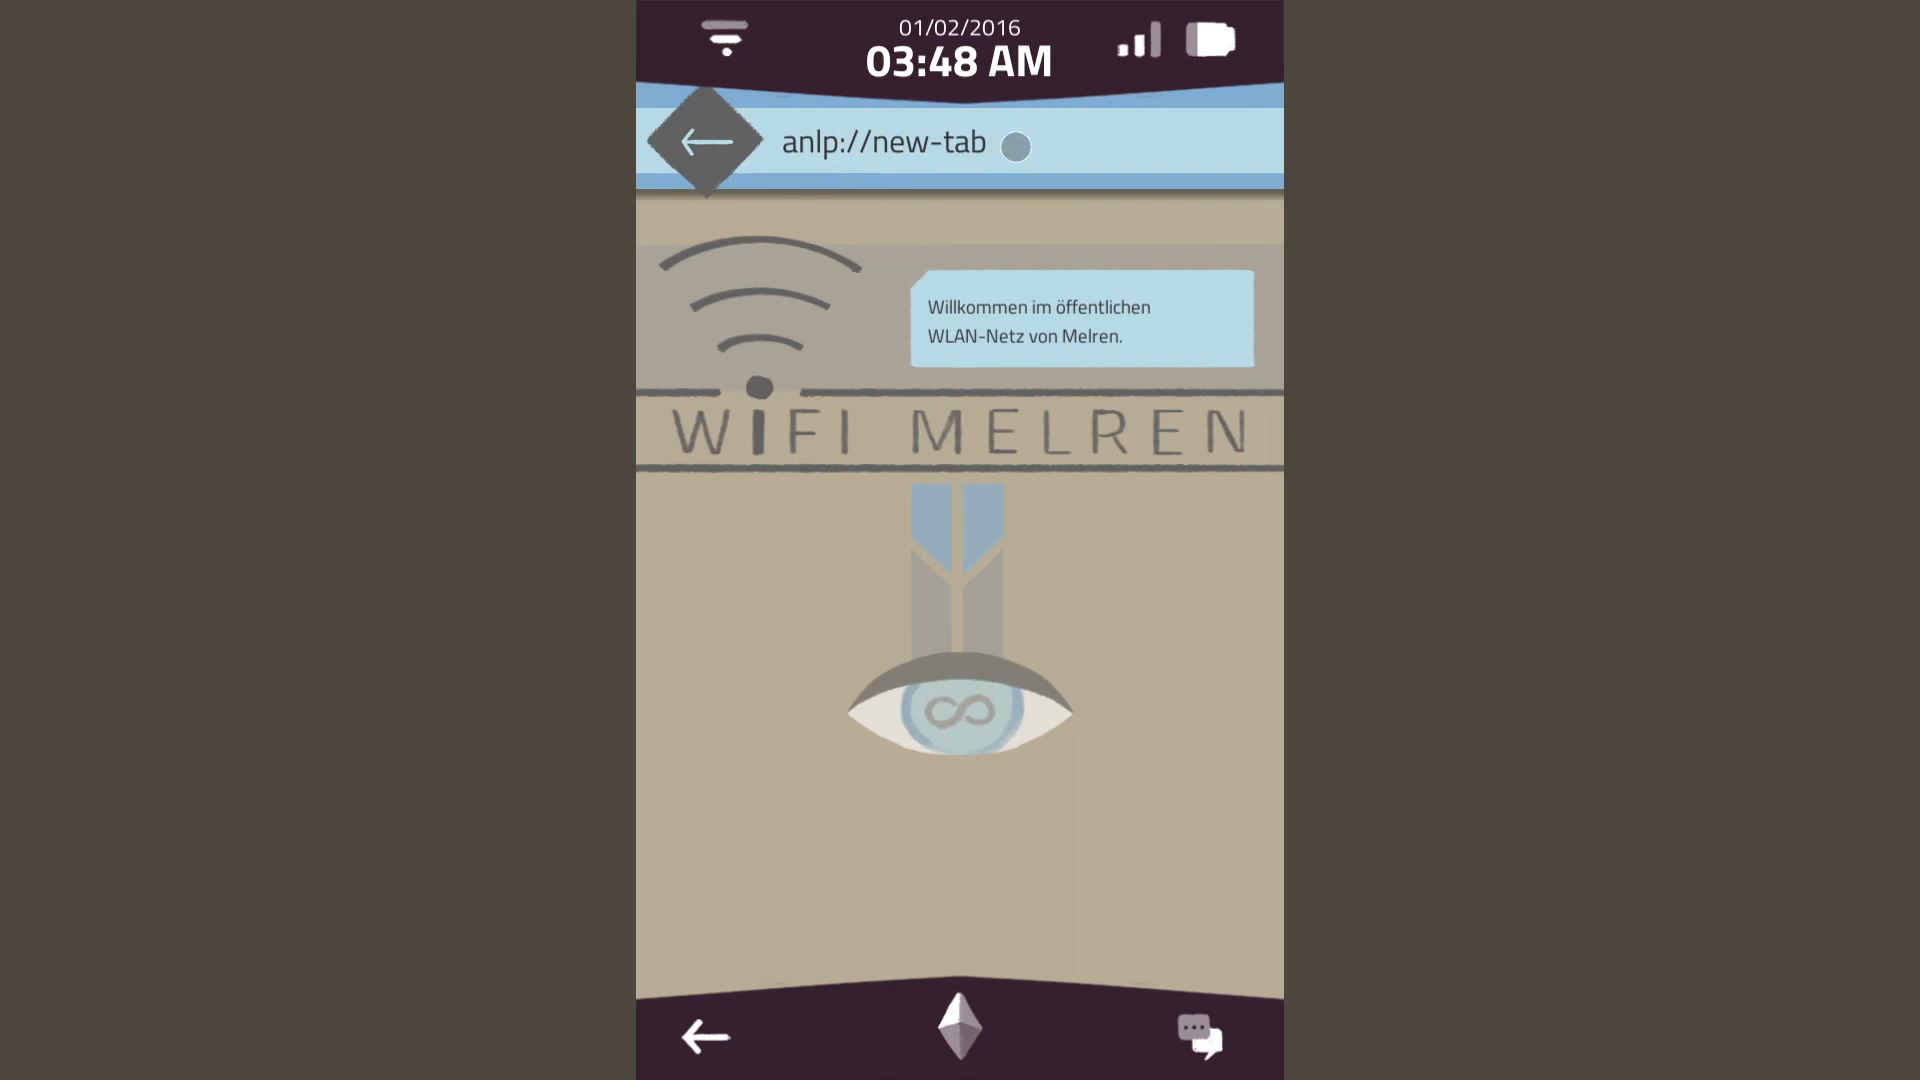 01/02/2016
03:48 AM
anlp://new-tab
Willkommen im öffentlichen
WLAN-Netz von Melren.
WiFI MELREN